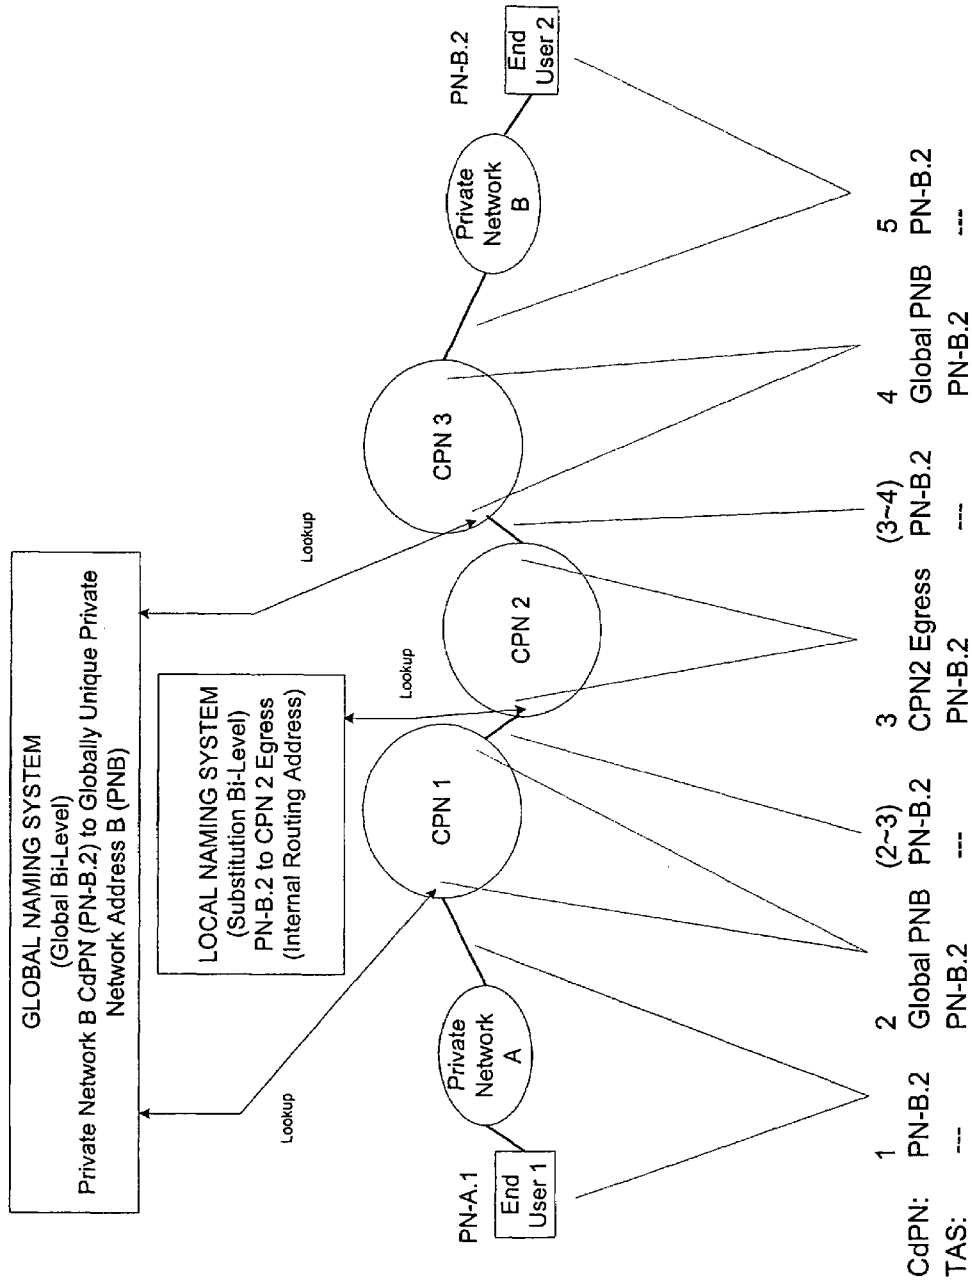 GLOBAL NAMING SYSTEM
(Global Bi-Level)
Private Network B CdPN (PN-B.2) to Globally Unique Private
Network Address B (PNB)
LOCAL NAMING SYSTEM
(Substitution Bi-Level)
PN-B.2 to CPN 2 Egress
(Internal Routing Address)
Lookup
Lookup
Lookup
PN-A.1
End
User 1
Private
Network
A
CPN 1
CPN 2
CPN 3
Private
Network
B
PN-B.2
End
User 2
1 2 (2~3) 3 (3~4) 4 5
CdPN: PN-B.2 Global PNB PN-B.2 CPN2 Egress PN-B.2 Global PNB PN-B.2
TAS: --- PN-B.2 --- PN-B.2 --- PN-B.2 ---